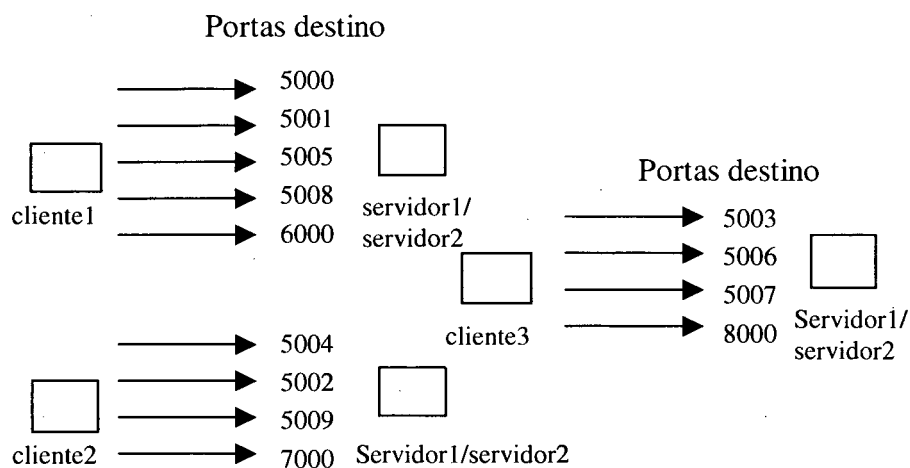 Portas destino
5000
5001
5005
5008
6000
cliente1
servidor1/
servidor2
Portas destino
5003
5006
5007
8000
cliente3
Servidor1/
servidor2
5004
5002
5009
7000
cliente2
Servidor1/servidor2